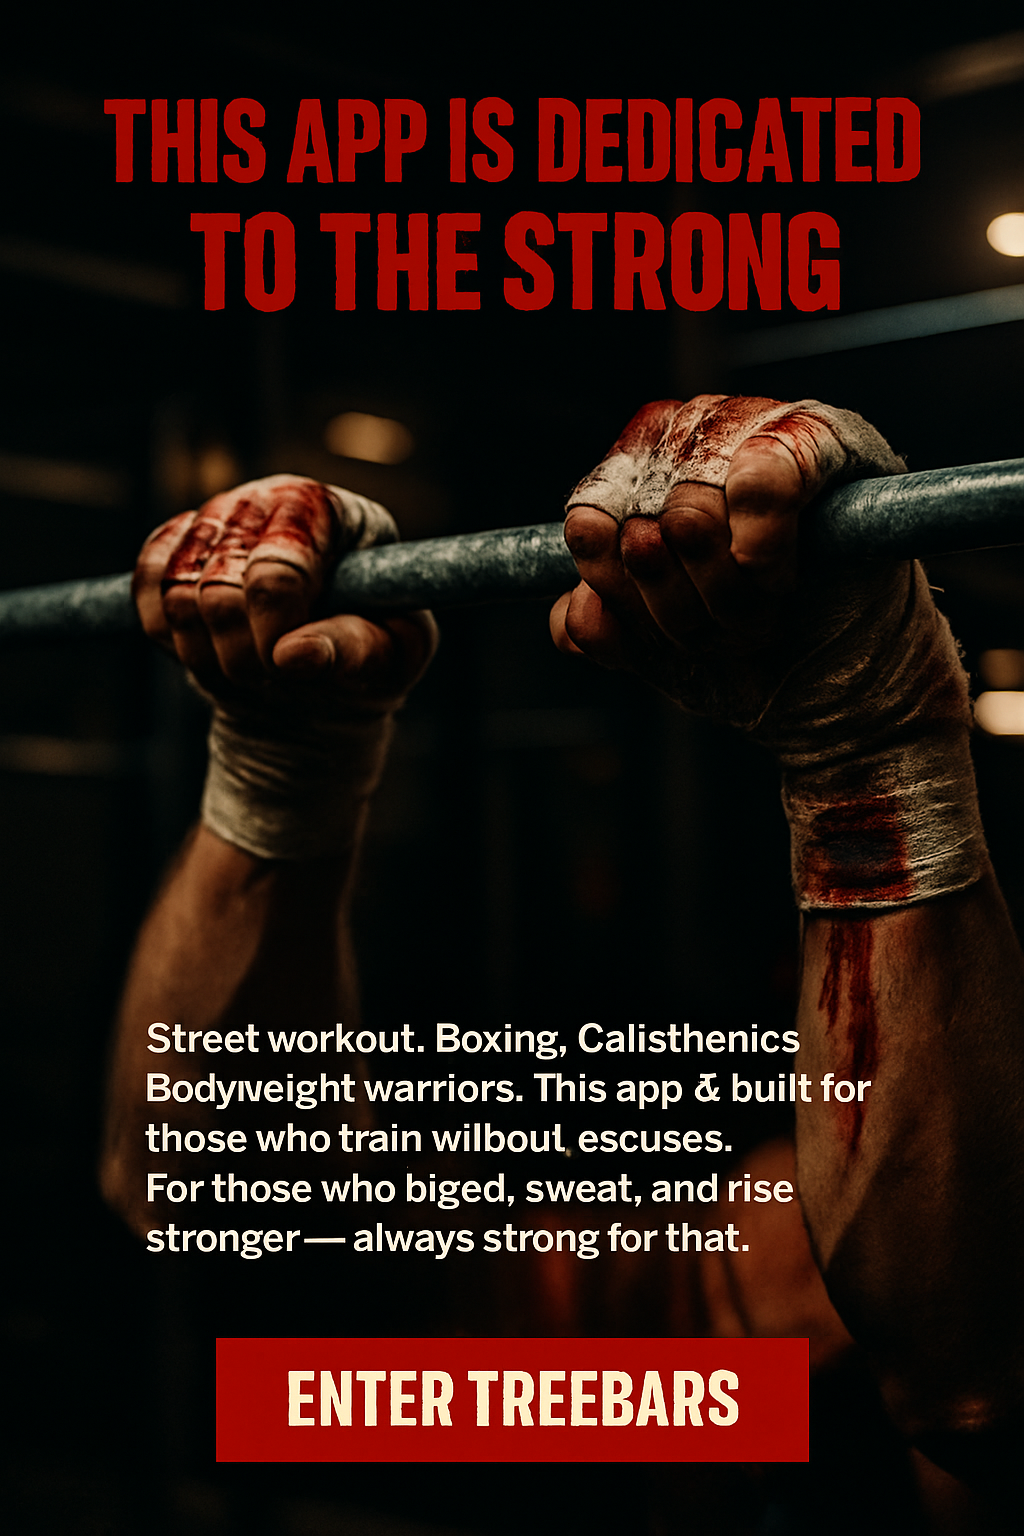 THIS APP IS DEDICATED
TO THE STRONG
Street workout. Boxing, Calisthenics
Bodyweight warriors. This app & built for
those who train wilbout escuses.
For those who biged, sweat, and rise
stronger — always strong for that.
ENTER TREEBARS